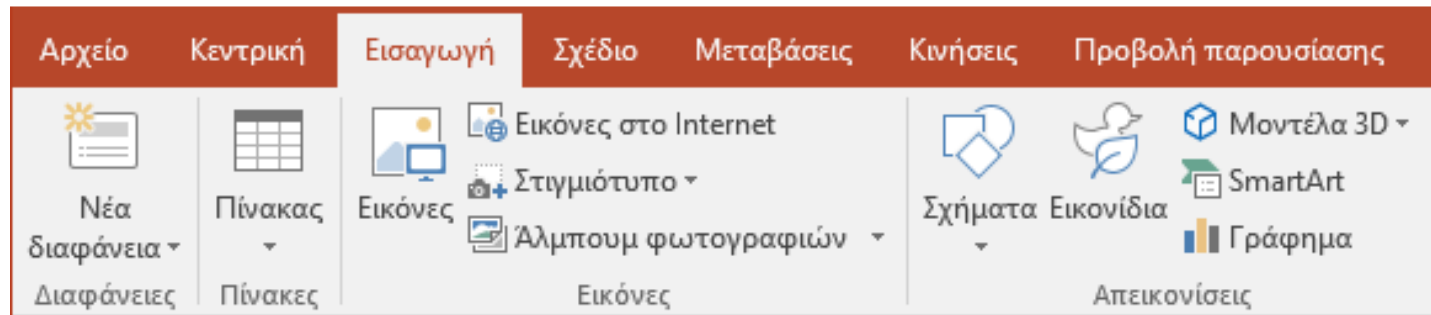 Αρχείο Κεντρική Εισαγωγή Σχέδιο Μεταβάσεις Κινήσεις Προβολή παρουσίασης
Νέα διαφάνεια
Πίνακας
Εικόνες
Εικόνες στο Internet
Στιγμιότυπο
Άλμπουμ φωτογραφιών
Σχήματα
Εικονίδια
Μοντέλα 3D
SmartArt
Γράφημα
Διαφάνειες Πίνακες Εικόνες Απεικονίσεις